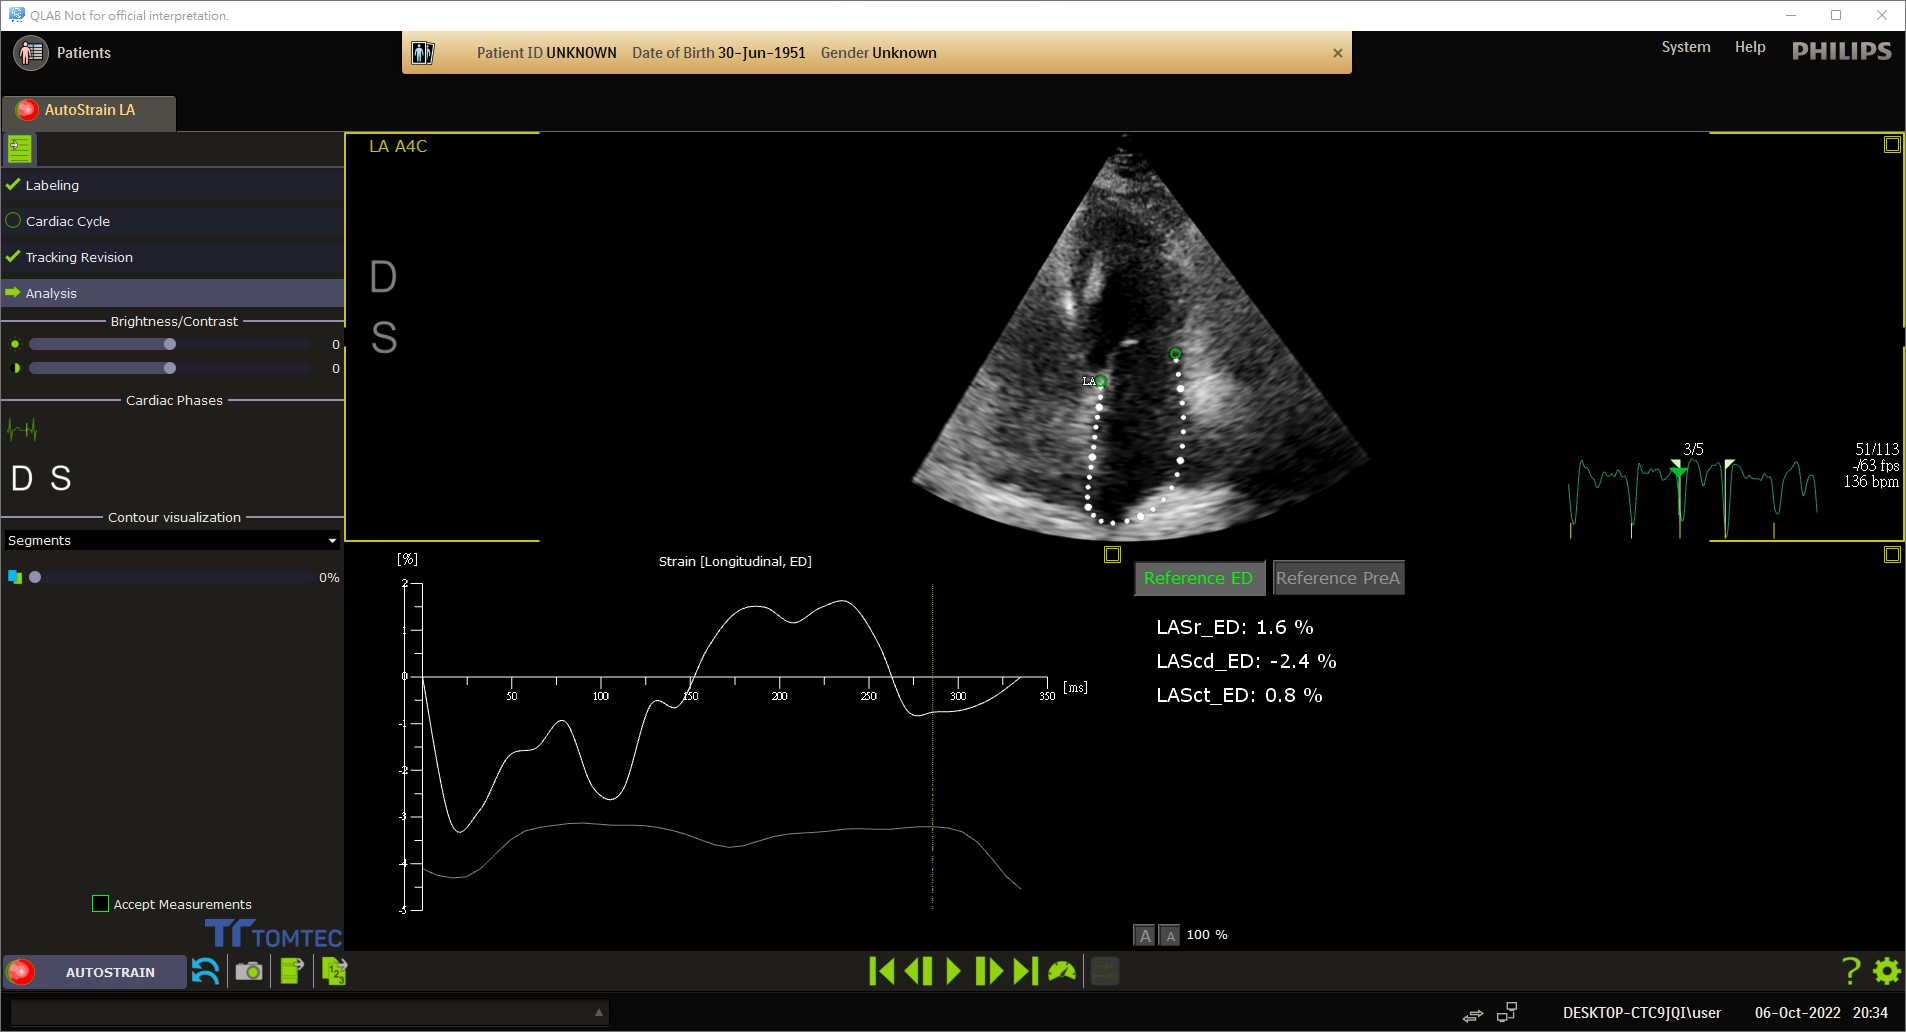 QLAB Not for official interpretation.
Patients
Patient ID UNKNOWN Date of Birth 30-Jun-1951 Gender Unknown
System Help PHILIPS
AutoStrain LA
Labeling
Cardiac Cycle
Tracking Revision
Analysis
Brightness/Contrast
0
0
Cardiac Phases
D S
Contour visualization
Segments
0%
Accept Measurements
TOMTEC
LA A4C
D
S
LA
3/5
51/113
-/63 fps
136 bpm
[%]
Strain [Longitudinal, ED]
2
1
0
-1
-2
-3
-4
-5
50 100 150 200 250 300 350 [ms]
Reference ED Reference PreA
LASr_ED: 1.6 %
LAScd_ED: -2.4 %
LASct_ED: 0.8 %
A A 100 %
AUTOSTRAIN
DESKTOP-CTC9JQI\user 06-Oct-2022 20:34